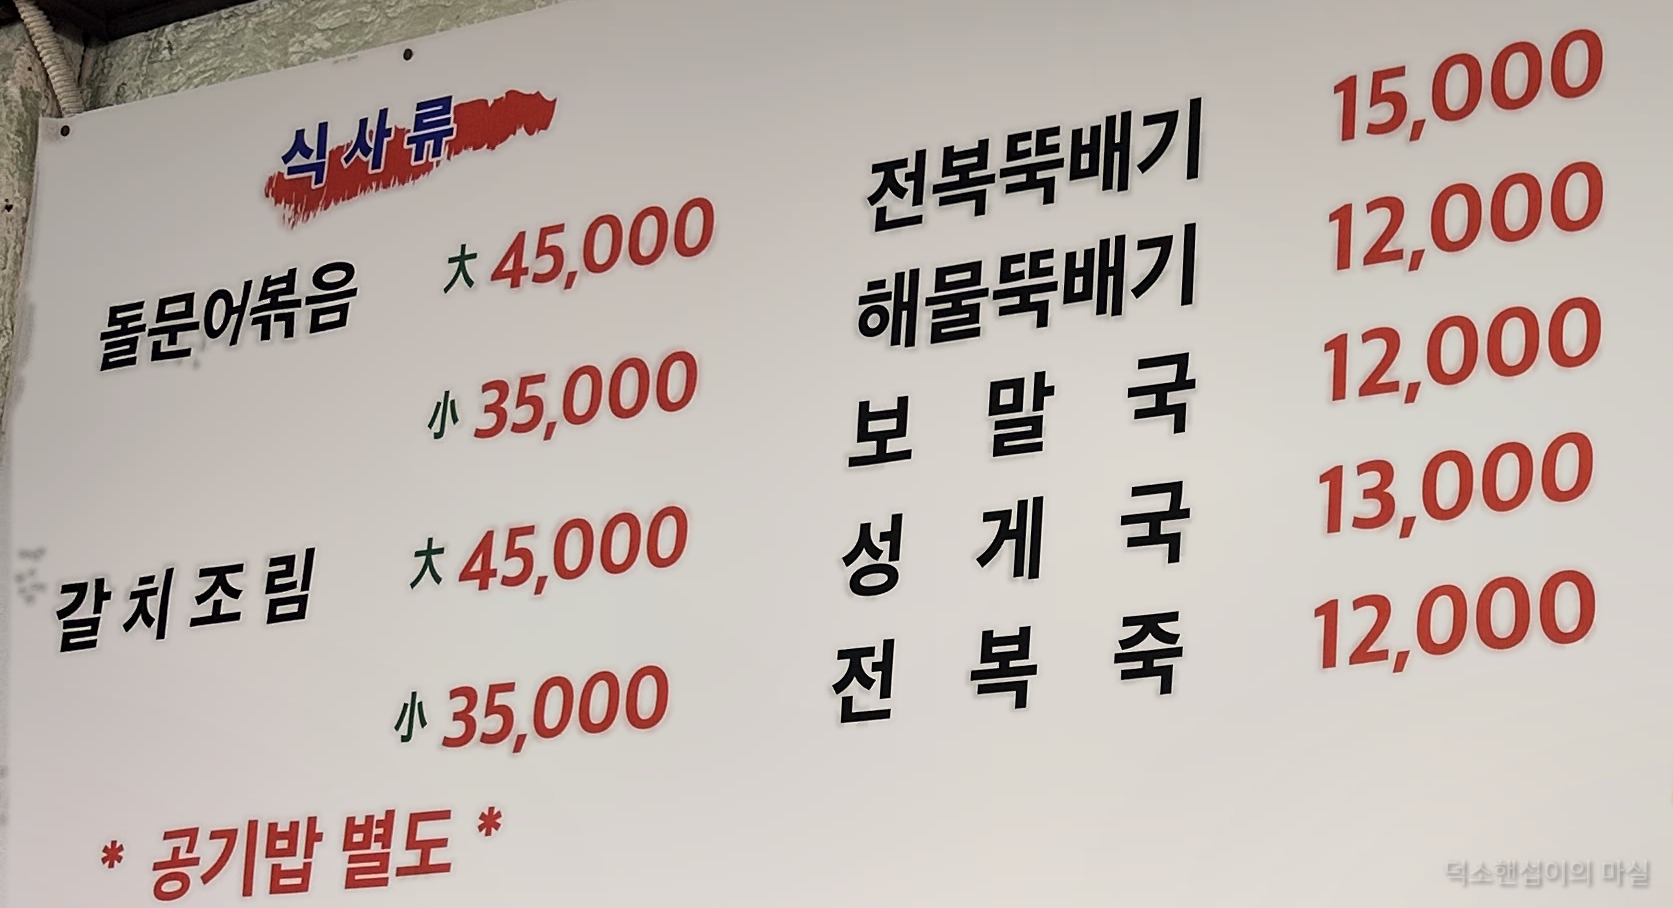 식사류
돌문어볶음 大 45,000
小 35,000
갈치조림 大 45,000
小 35,000
* 공기밥 별도 *
전복뚝배기 15,000
해물뚝배기 12,000
보말국 12,000
성게국 13,000
전복죽 12,000
덕소핸섭이의 마실